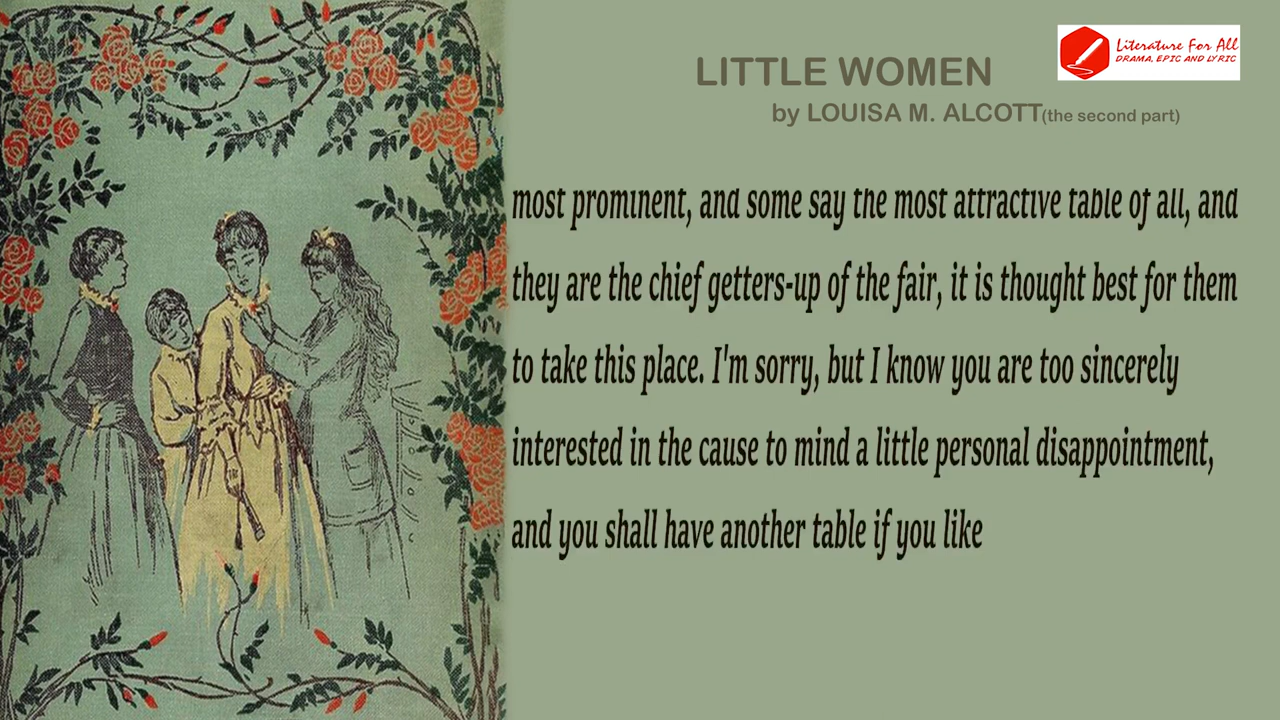 LITTLE WOMEN
by LOUISA M. ALCOTT(the second part)
Literature For All
DRAMA, EPIC AND LYRIC
most prominent, and some say the most attractive table of all, and
they are the chief getters-up of the fair, it is thought best for them
to take this place. I'm sorry, but I know you are too sincerely
interested in the cause to mind a little personal disappointment,
and you shall have another table if you like